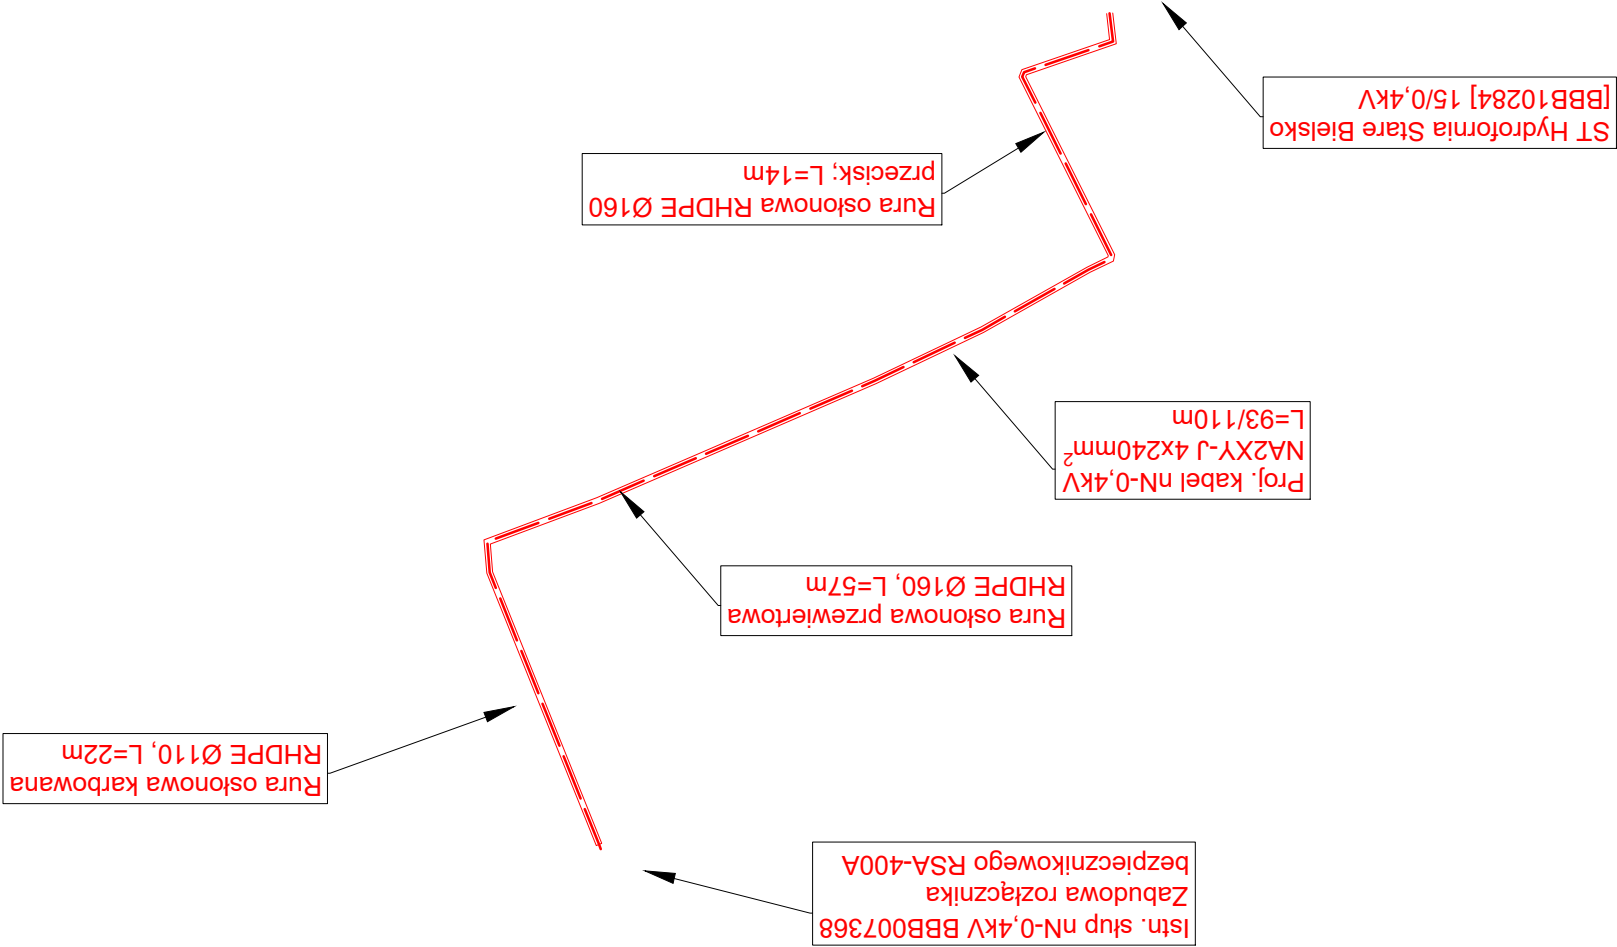 Istn. słup nN-0,4kV BBB007368
Zabudowa rozłącznika
bezpiecznikowego RSA-400A
Rura osłonowa karbowana
RHDPE Ø110, L=22m
Rura osłonowa przewiertowa
RHDPE Ø160, L=57m
Proj. kabel nN-0,4kV
NA2XY-J 4x240mm²
L=93/110m
Rura osłonowa RHDPE Ø160
przecisk; L=14m
ST Hydrofornia Stare Bielsko
[BBB10284] 15/0,4kV